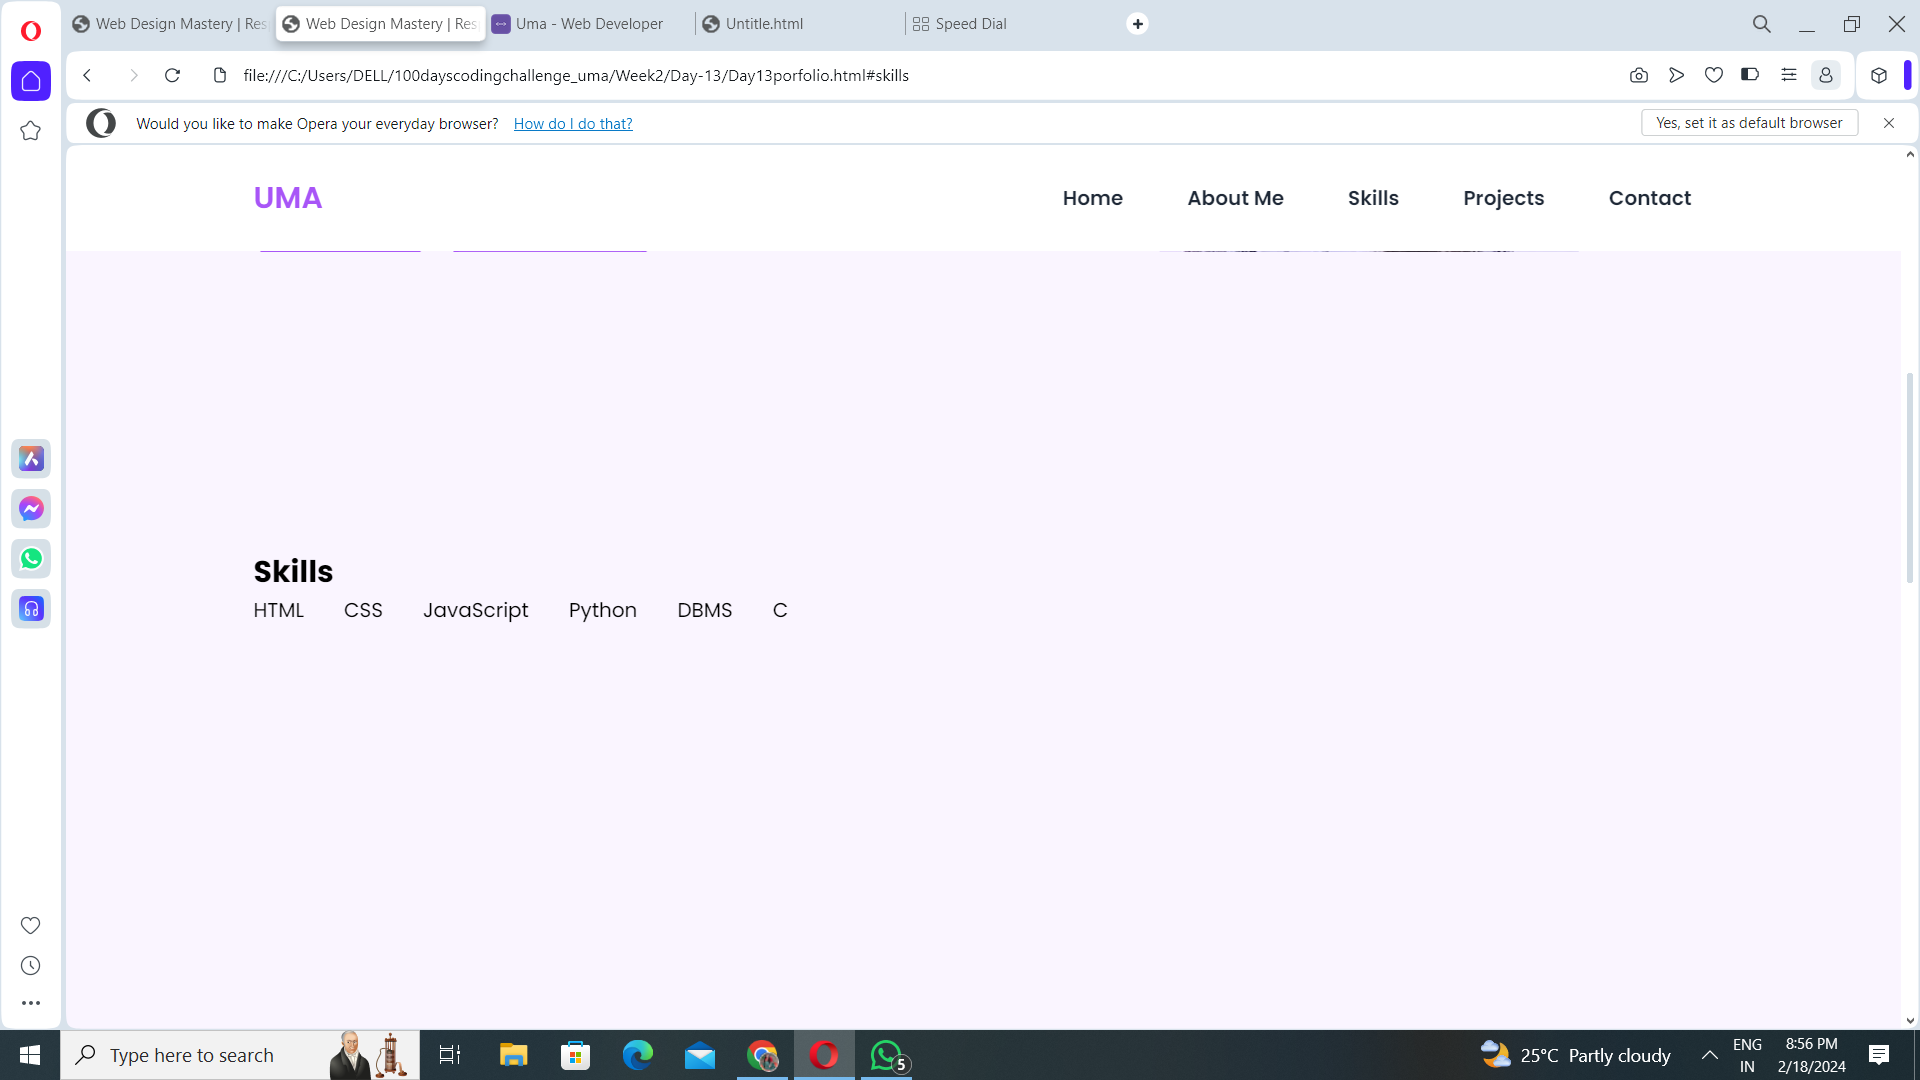 Web Design Mastery | Res
Web Design Mastery | Res
Uma - Web Developer
Untitle.html
Speed Dial
file:///C:/Users/DELL/100dayscodingchallenge_uma/Week2/Day-13/Day13porfolio.html#skills
Would you like to make Opera your everyday browser? How do I do that?
Yes, set it as default browser
UMA
Home
About Me
Skills
Projects
Contact
Skills
HTML CSS JavaScript Python DBMS C
Type here to search
5
25°C Partly cloudy
ENG
IN
8:56 PM
2/18/2024